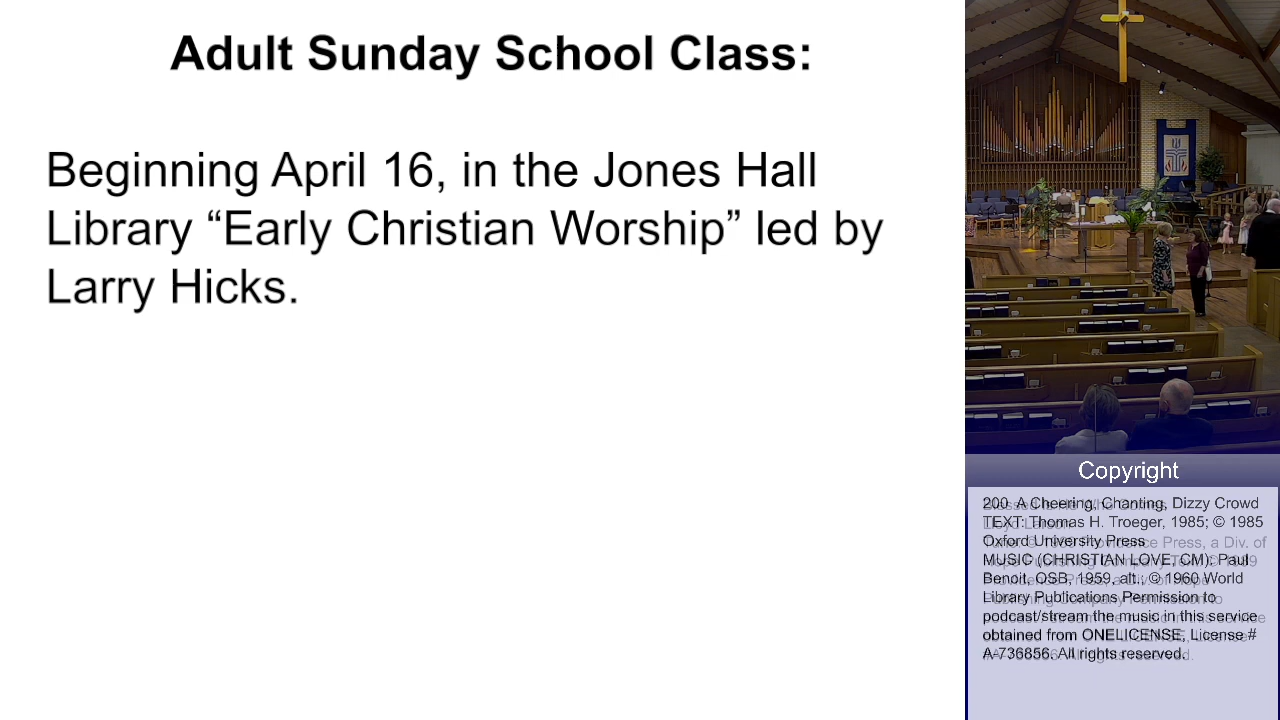 Adult Sunday School Class:
Beginning April 16, in the Jones Hall
Library “Early Christian Worship” led by
Larry Hicks.
Copyright
200. A Cheering, Chanting, Dizzy Crowd
TEXT: Thomas H. Troeger, 1985; © 1985
Oxford University Press
MUSIC (CHRISTIAN LOVE, CM): Paul
Benoit, OSB, 1959, alt., © 1960 World
Library Publications Permission to
podcast/stream the music in this service
obtained from ONELICENSE, License #
A-736856. All rights reserved.